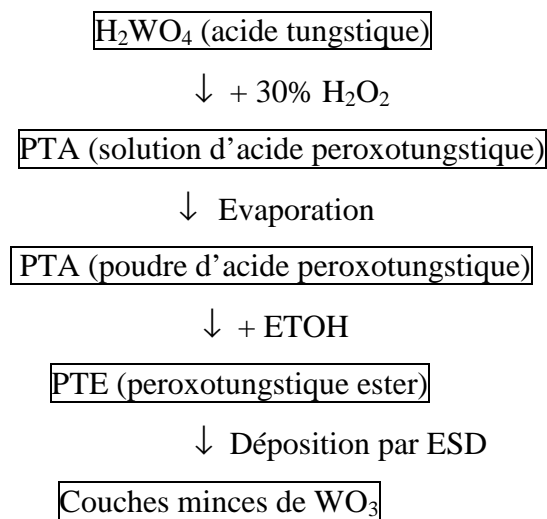 H₂WO₄ (acide tungstique)
↓ + 30% H₂O₂
PTA (solution d’acide peroxotungstique)
↓ Evaporation
PTA (poudre d’acide peroxotungstique)
↓ + ETOH
PTE (peroxotungstique ester)
↓ Déposition par ESD
Couches minces de WO₃